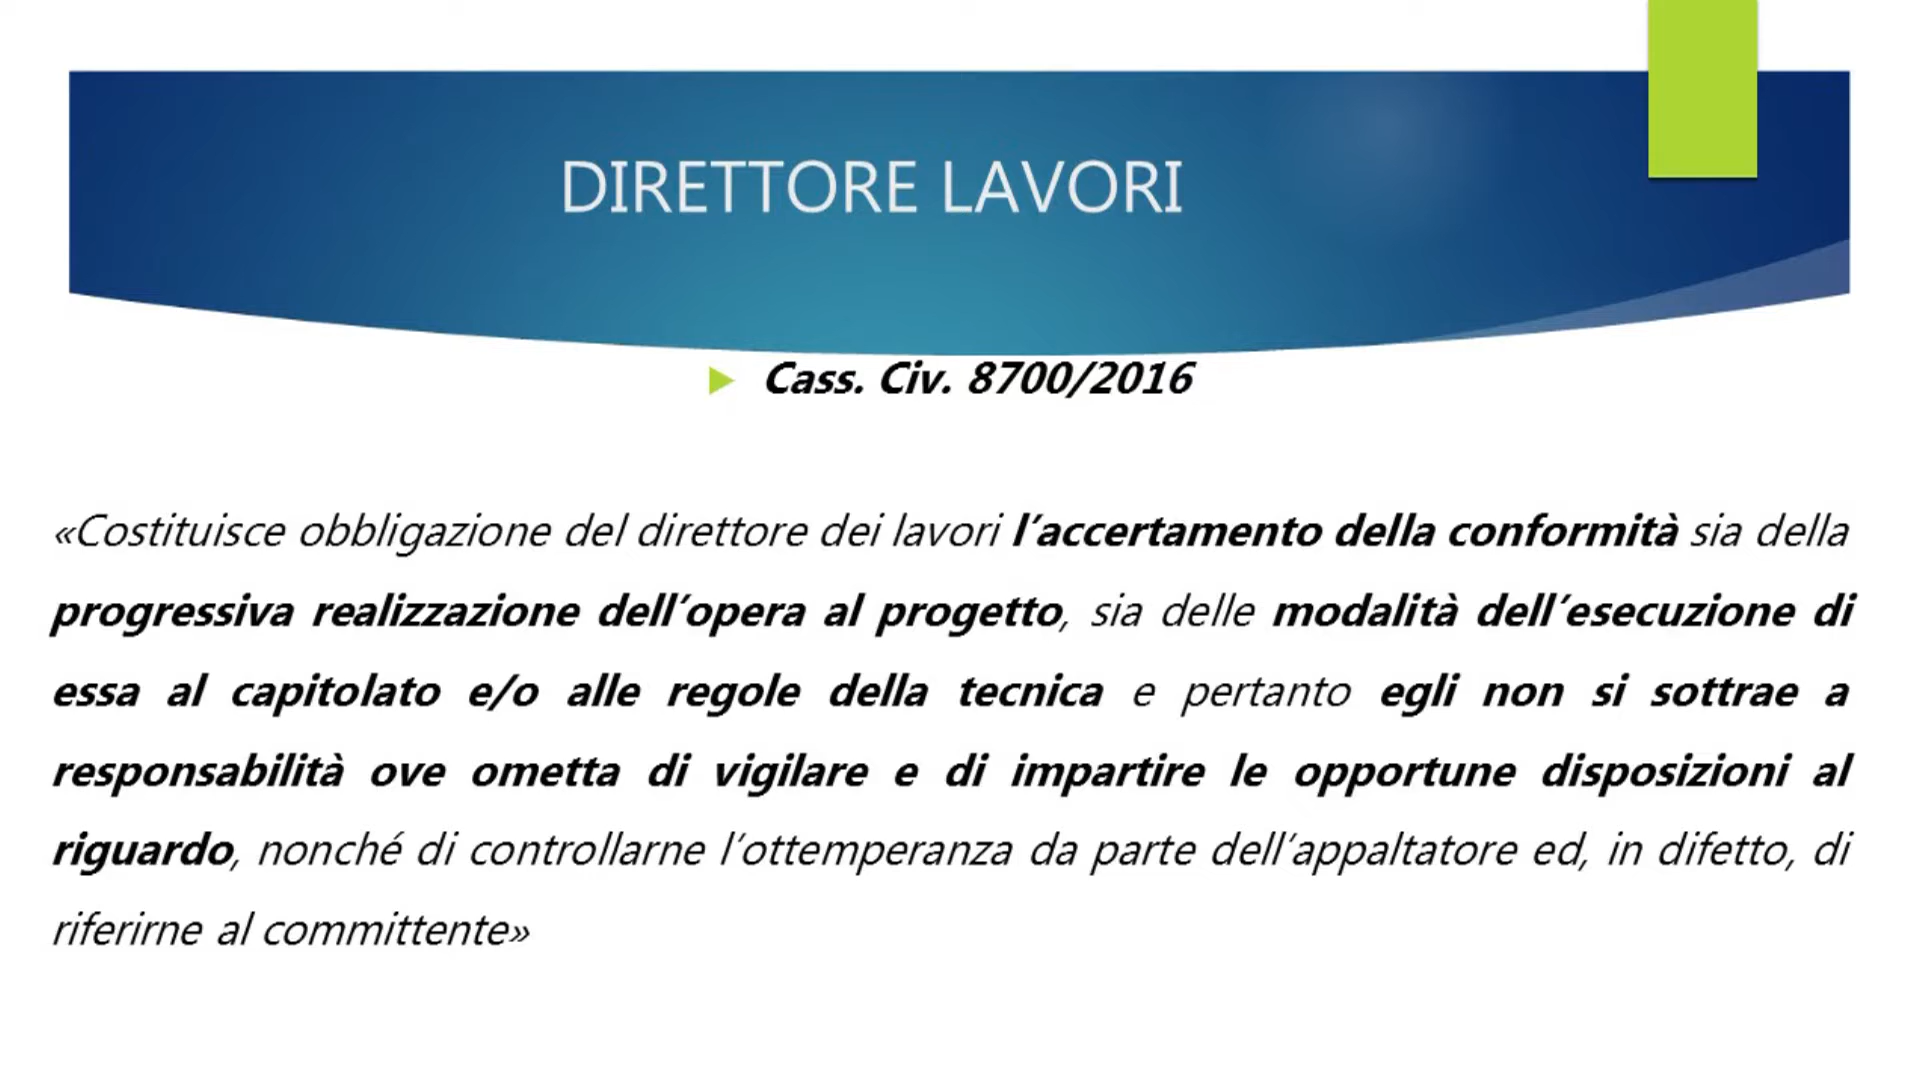 DIRETTORE LAVORI
Cass. Civ. 8700/2016
«Costituisce obbligazione del direttore dei lavori l’accertamento della conformità sia della
progressiva realizzazione dell’opera al progetto, sia delle modalità dell’esecuzione di
essa al capitolato e/o alle regole della tecnica e pertanto egli non si sottrae a
responsabilità ove ometta di vigilare e di impartire le opportune disposizioni al
riguardo, nonché di controllarne l’ottemperanza da parte dell’appaltatore ed, in difetto, di
riferirne al committente»